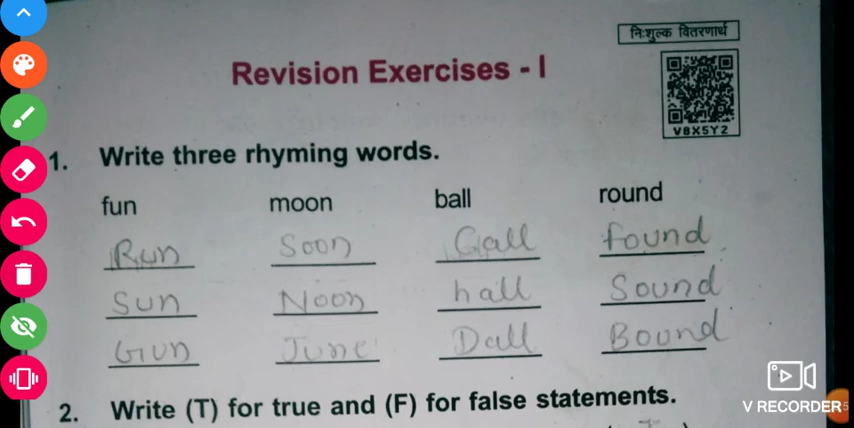 निःशुल्क वितरणार्थ
Revision Exercises - I
V8X5Y2
1. Write three rhyming words.
fun moon ball round
Run Soon Call found
Sun Noon hall Sound
Gun June Dall Bound
2. Write (T) for true and (F) for false statements.
V RECORDER